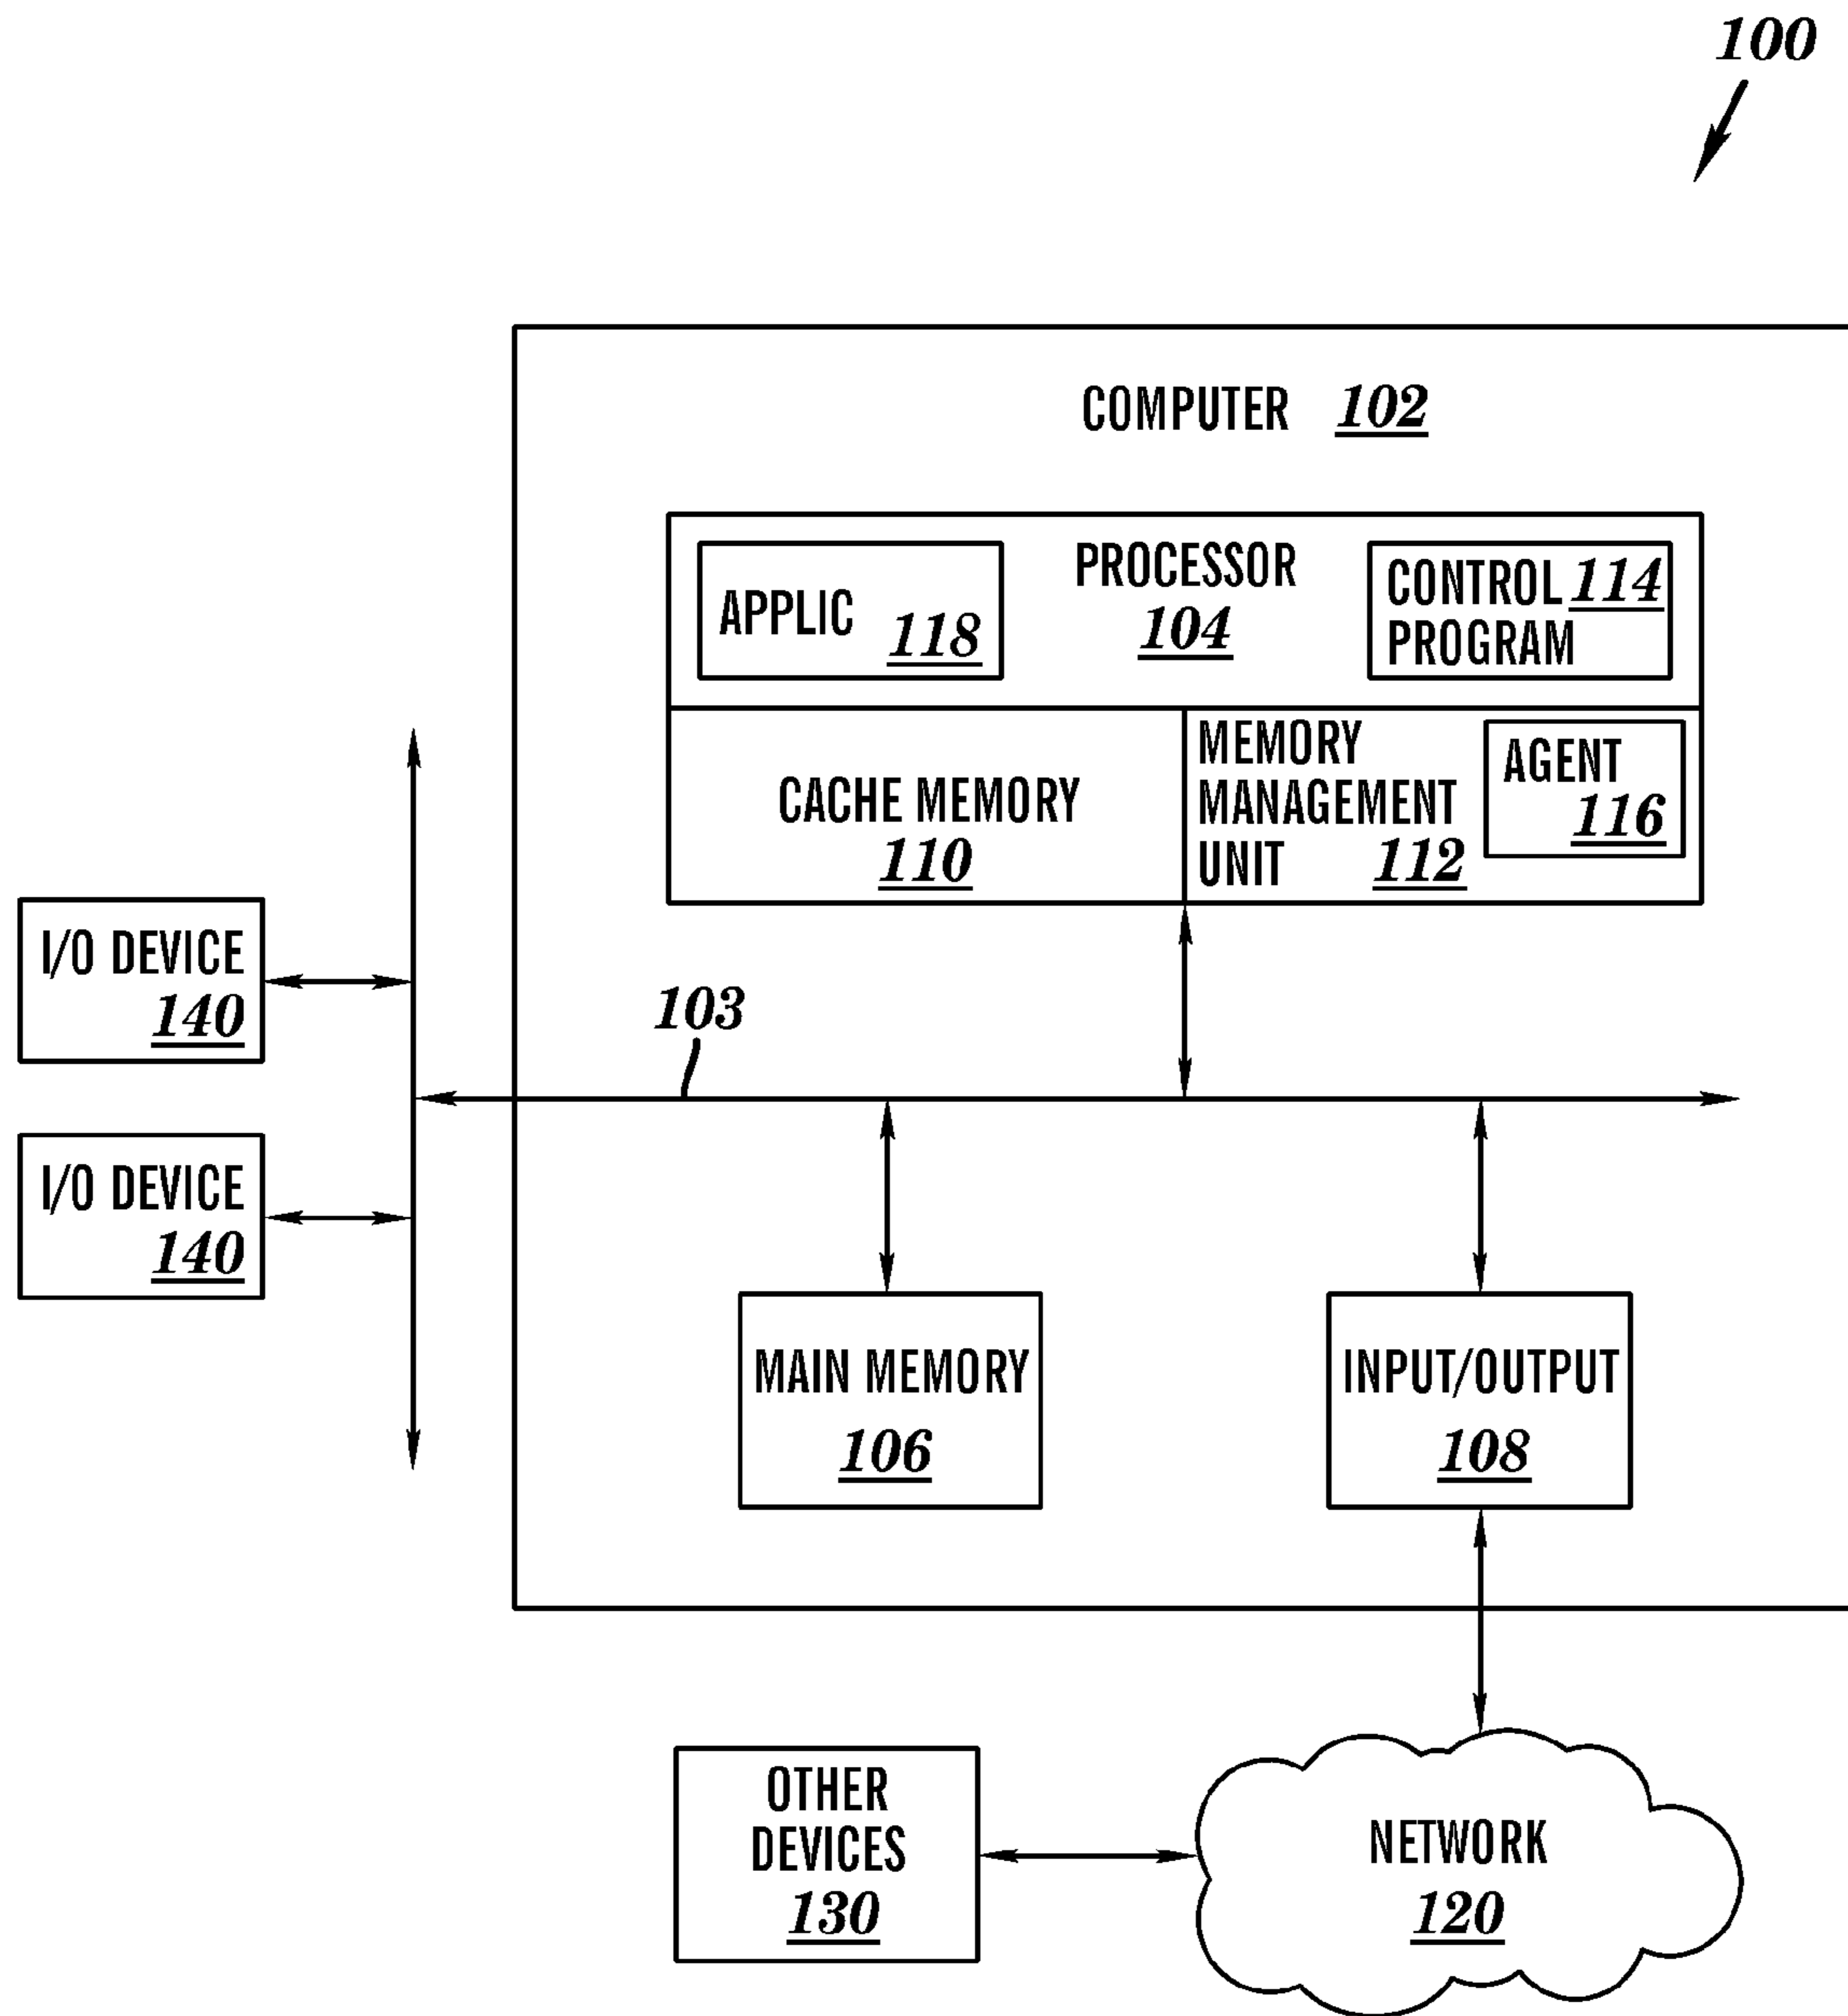 100
COMPUTER 102
PROCESSOR
104
APPLIC
118
CONTROL 114
PROGRAM
CACHE MEMORY
110
MEMORY
MANAGEMENT
UNIT 112
AGENT
116
I/O DEVICE
140
103
I/O DEVICE
140
MAIN MEMORY
106
INPUT/OUTPUT
108
OTHER
DEVICES
130
NETWORK
120